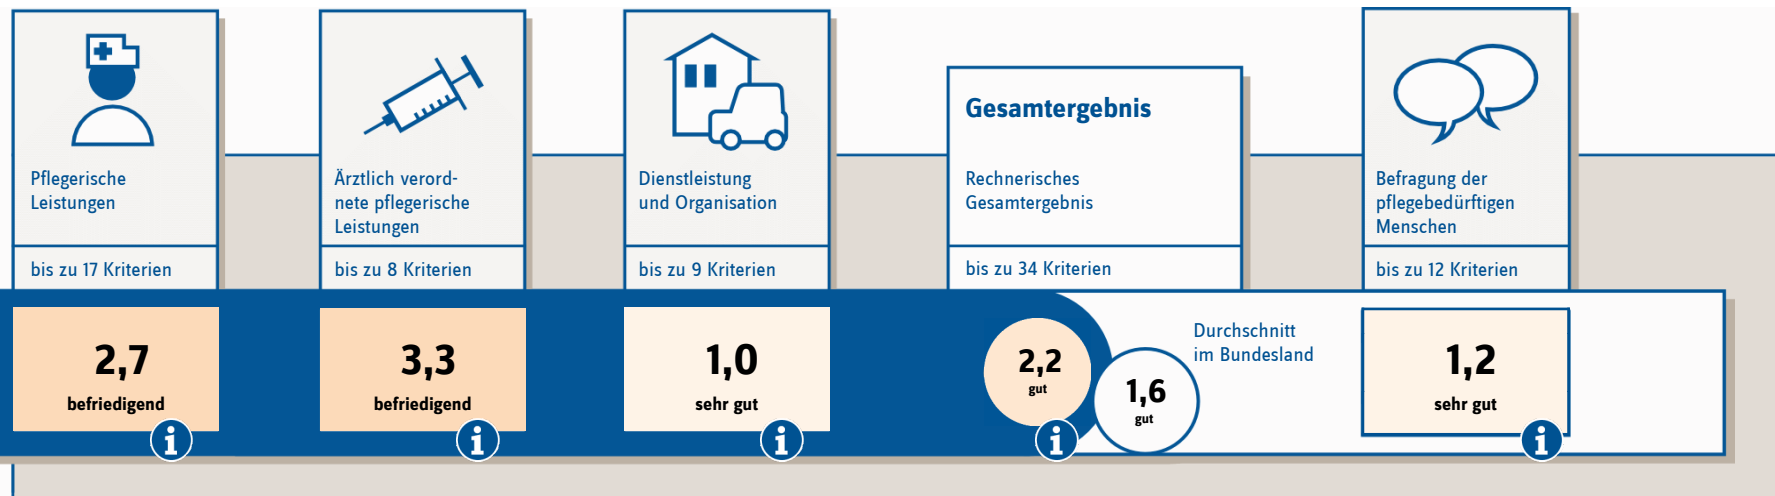 Pflegerische
Leistungen
bis zu 17 Kriterien
2,7
befriedigend
i
Ärztlich verord-
nete pflegerische
Leistungen
bis zu 8 Kriterien
3,3
befriedigend
i
Dienstleistung
und Organisation
bis zu 9 Kriterien
1,0
sehr gut
i
Gesamtergebnis
Rechnerisches
Gesamtergebnis
bis zu 34 Kriterien
2,2
gut
i
1,6
gut
Durchschnitt
im Bundesland
Befragung der
pflegebedürftigen
Menschen
bis zu 12 Kriterien
1,2
sehr gut
i